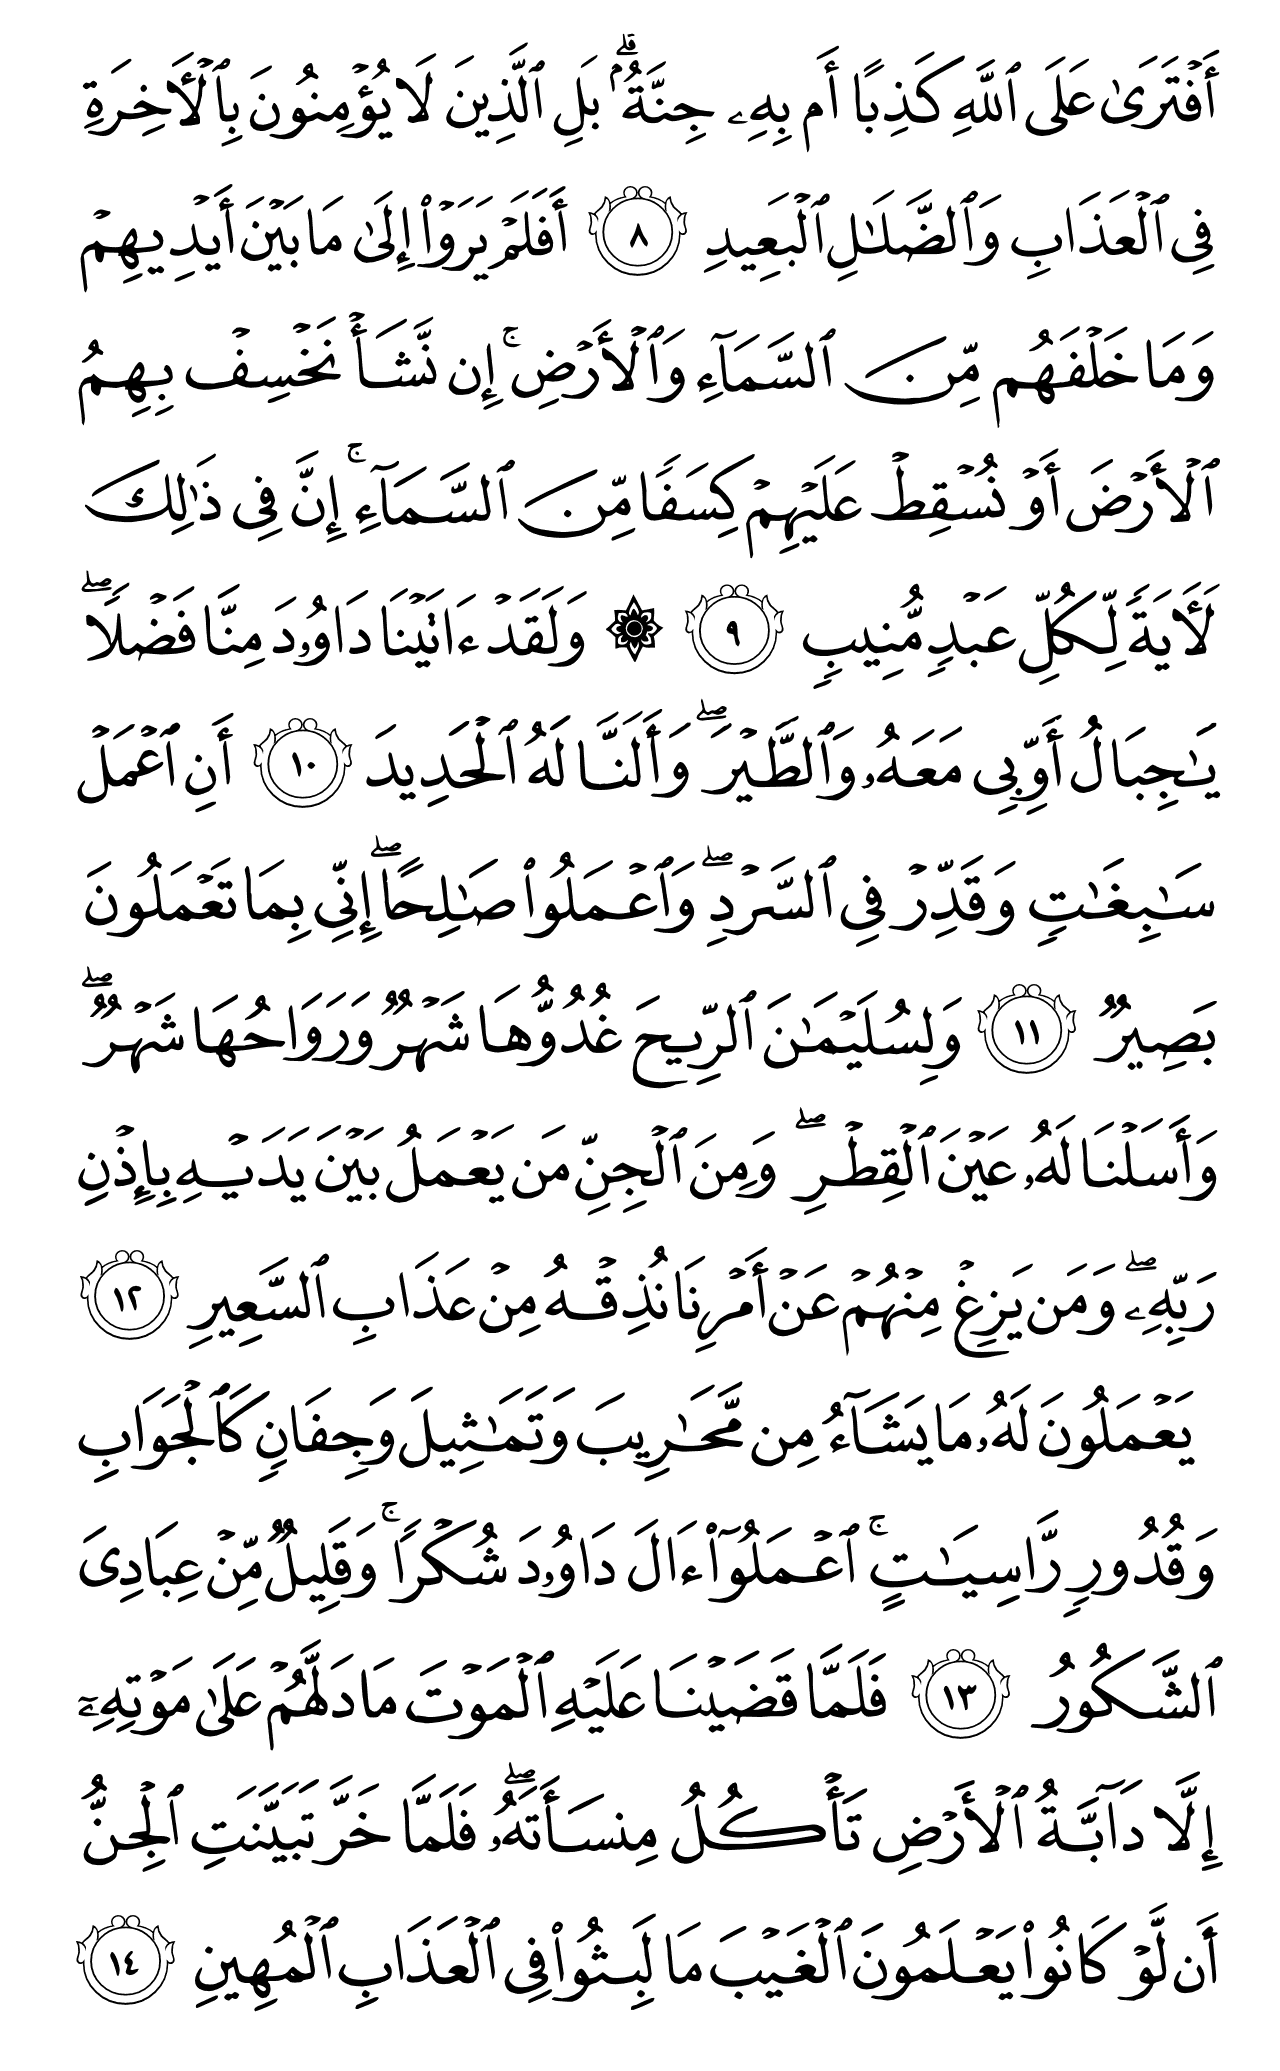 أَفْتَرَىٰ عَلَى ٱللَّهِ كَذِبًا أَم بِهِۦ جِنَّةٌۢ ۗ بَلِ ٱلَّذِينَ لَا يُؤْمِنُونَ بِٱلْـَٔاخِرَةِ
فِى ٱلْعَذَابِ وَٱلضَّلَـٰلِ ٱلْبَعِيدِ ٨ أَفَلَمْ يَرَوْا۟ إِلَىٰ مَا بَيْنَ أَيْدِيهِمْ
وَمَا خَلْفَهُم مِّنَ ٱلسَّمَآءِ وَٱلْأَرْضِ ۚ إِن نَّشَأْ نَخْسِفْ بِهِمُ
ٱلْأَرْضَ أَوْ نُسْقِطْ عَلَيْهِمْ كِسَفًا مِّنَ ٱلسَّمَآءِ ۚ إِنَّ فِى ذَٰلِكَ
لَـَٔايَةً لِّكُلِّ عَبْدٍ مُّنِيبٍ ٩ ۞ وَلَقَدْ ءَاتَيْنَا دَاوُۥدَ مِنَّا فَضْلًا ۖ
يَـٰجِبَالُ أَوِّبِى مَعَهُۥ وَٱلطَّيْرَ ۖ وَأَلَنَّا لَهُ ٱلْحَدِيدَ ١٠ أَنِ ٱعْمَلْ
سَـٰبِغَـٰتٍ وَقَدِّرْ فِى ٱلسَّرْدِ ۖ وَٱعْمَلُوا۟ صَـٰلِحًا ۖ إِنِّى بِمَا تَعْمَلُونَ
بَصِيرٌ ١١ وَلِسُلَيْمَـٰنَ ٱلرِّيحَ غُدُوُّهَا شَهْرٌ وَرَوَاحُهَا شَهْرٌ ۖ
وَأَسَلْنَا لَهُۥ عَيْنَ ٱلْقِطْرِ ۖ وَمِنَ ٱلْجِنِّ مَن يَعْمَلُ بَيْنَ يَدَيْهِ بِإِذْنِ
رَبِّهِۦ ۖ وَمَن يَزِغْ مِنْهُمْ عَنْ أَمْرِنَا نُذِقْهُ مِنْ عَذَابِ ٱلسَّعِيرِ ١٢
يَعْمَلُونَ لَهُۥ مَا يَشَآءُ مِن مَّحَـٰرِيبَ وَتَمَـٰثِيلَ وَجِفَانٍ كَٱلْجَوَابِ
وَقُدُورٍ رَّاسِيَـٰتٍ ۚ ٱعْمَلُوٓا۟ ءَالَ دَاوُۥدَ شُكْرًا ۚ وَقَلِيلٌ مِّنْ عِبَادِىَ
ٱلشَّكُورُ ١٣ فَلَمَّا قَضَيْنَا عَلَيْهِ ٱلْمَوْتَ مَا دَلَّهُمْ عَلَىٰ مَوْتِهِۦٓ
إِلَّا دَآبَّةُ ٱلْأَرْضِ تَأْكُلُ مِنسَأَتَهُۥ ۖ فَلَمَّا خَرَّ تَبَيَّنَتِ ٱلْجِنُّ
أَن لَّوْ كَانُوا۟ يَعْلَمُونَ ٱلْغَيْبَ مَا لَبِثُوا۟ فِى ٱلْعَذَابِ ٱلْمُهِينِ ١٤